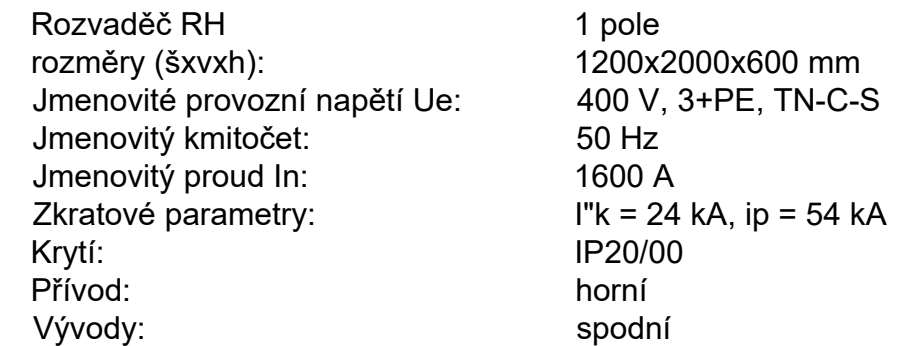 Rozvaděč RH 1 pole
rozměry (šxvxh): 1200x2000x600 mm
Jmenovité provozní napětí Ue: 400 V, 3+PE, TN-C-S
Jmenovitý kmitočet: 50 Hz
Jmenovitý proud In: 1600 A
Zkratové parametry: I"k = 24 kA, ip = 54 kA
Krytí: IP20/00
Přívod: horní
Vývody: spodní